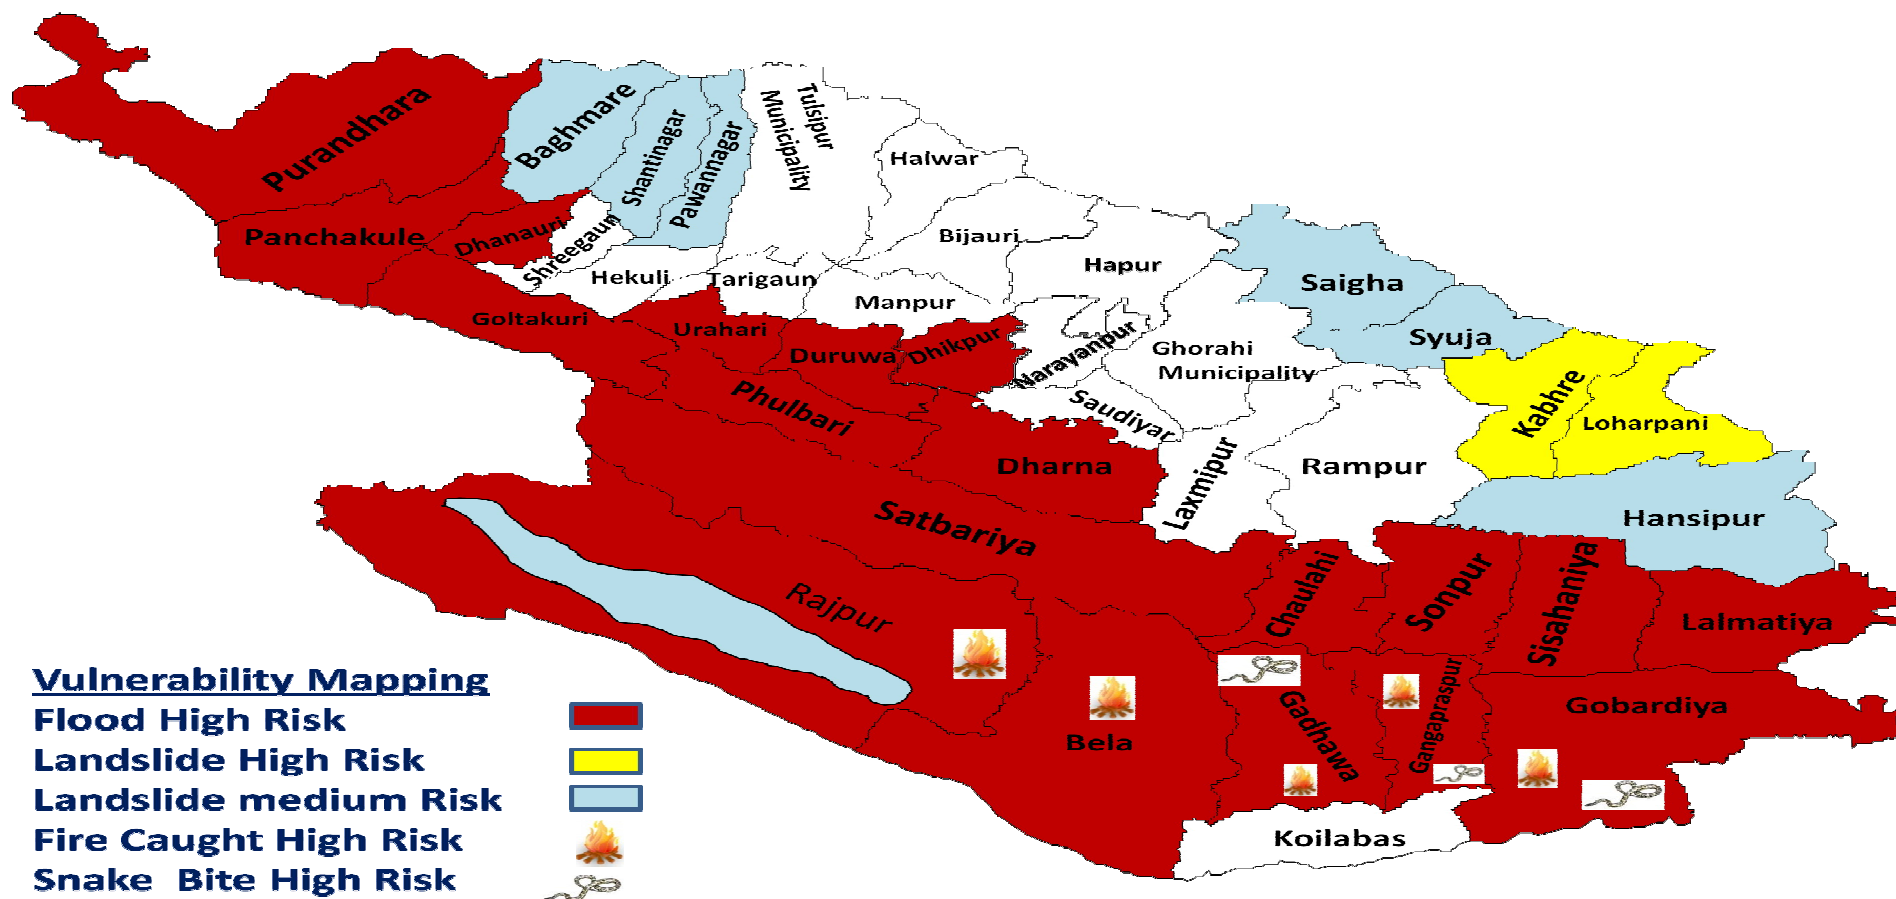 Purandhara
Baghmare
Shantinagar
Pawannagar
Tulsipur
Municipality
Halwar
Panchakule
Dhanauri
Shreegaun
Hekuli
Tarigaun
Bijauri
Hapur
Manpur
Saigha
Syuja
Goltakuri
Urahari
Duruwa
Dhikpur
Narayanpur
Ghorahi
Municipality
Kabhre
Loharpani
Phulbari
Saudiyar
Dharna
Laxmipur
Rampur
Satbariya
Hansipur
Rajpur
Chaulahi
Sonpur
Sisahaniya
Lalmatiya
Bela
Gadhawa
Gangapraspur
Gobardiya
Koilabas
Vulnerability Mapping
Flood High Risk
Landslide High Risk
Landslide medium Risk
Fire Caught High Risk
Snake  Bite High Risk